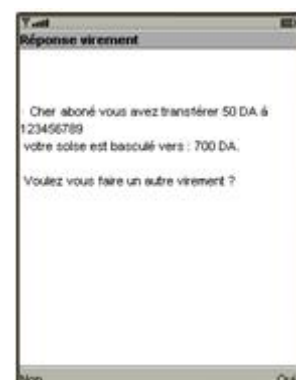 Réponse virement
Cher aboné vous avez transférer 50 DA à
123456789
votre solse est basculé vers : 700 DA.
Voulez vous faire un autre virement ?
Non Oui